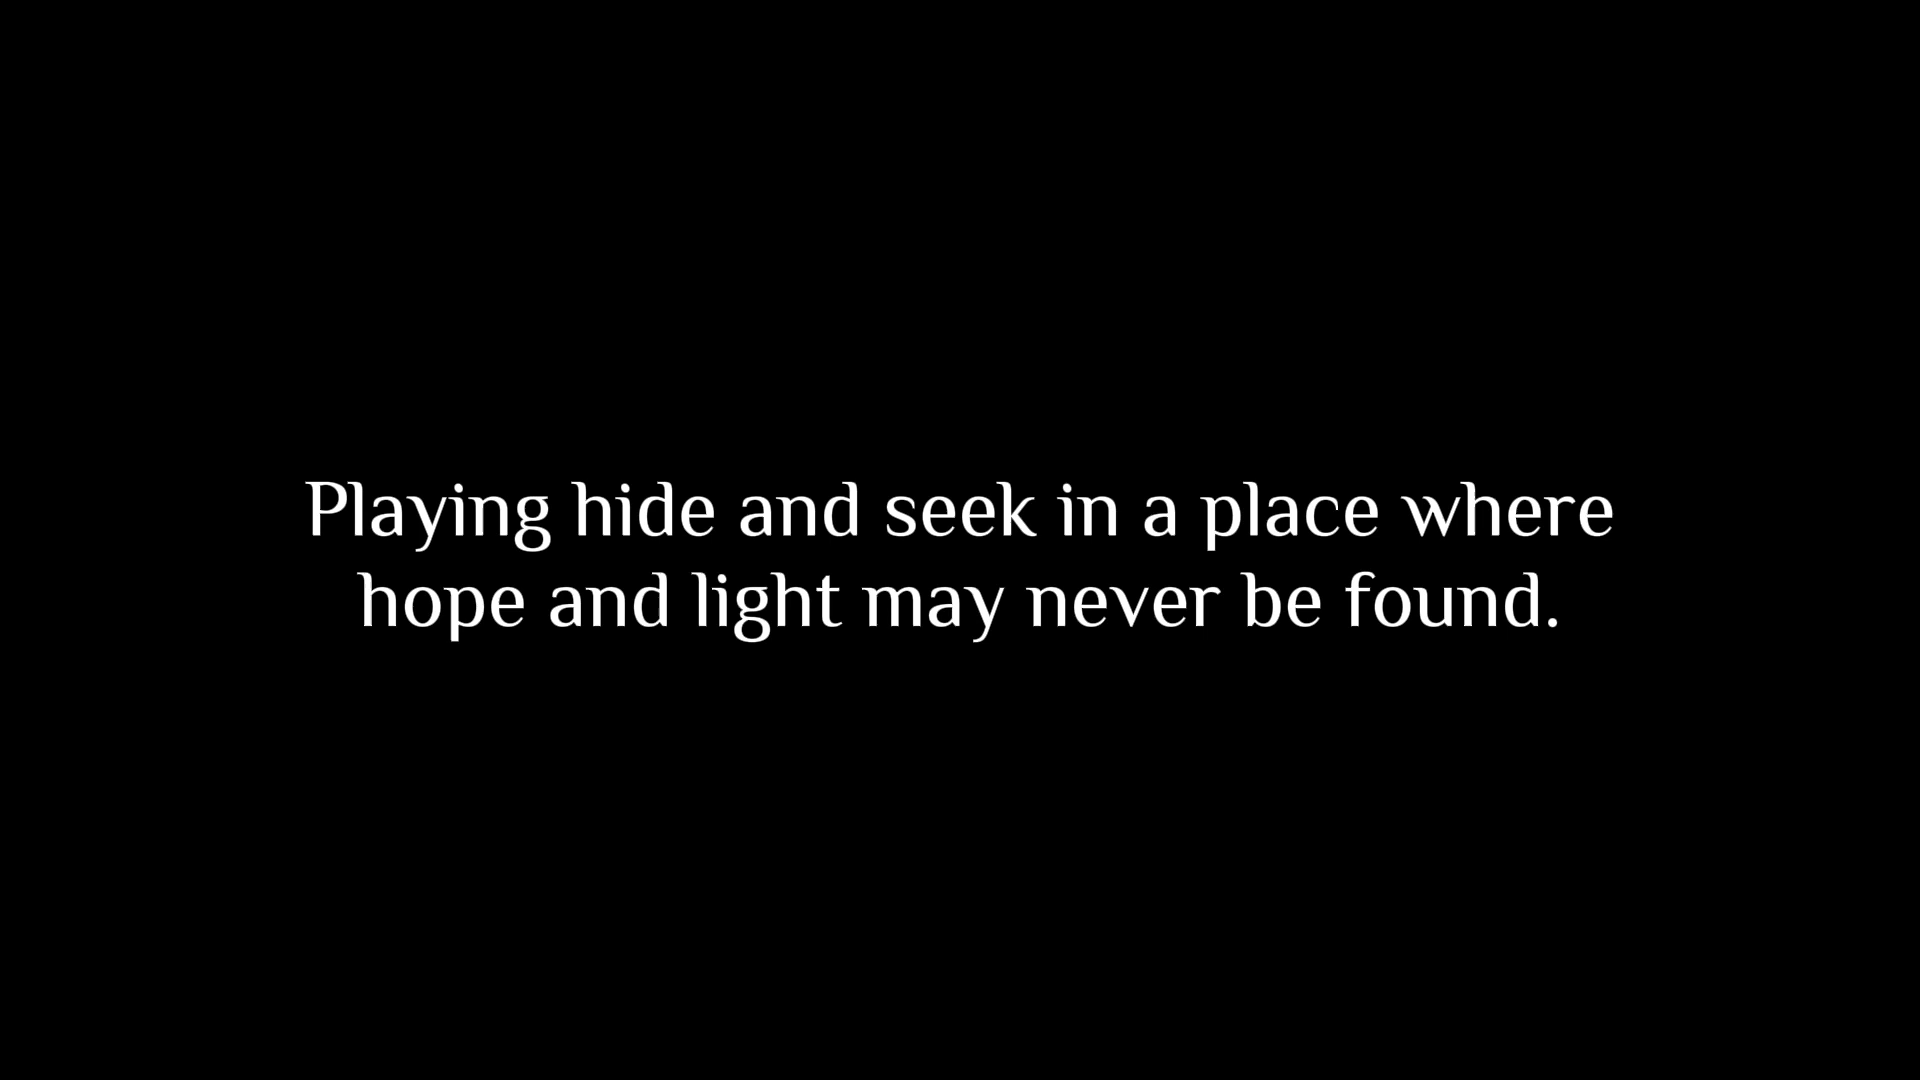 Playing hide and seek in a place where
hope and light may never be found.